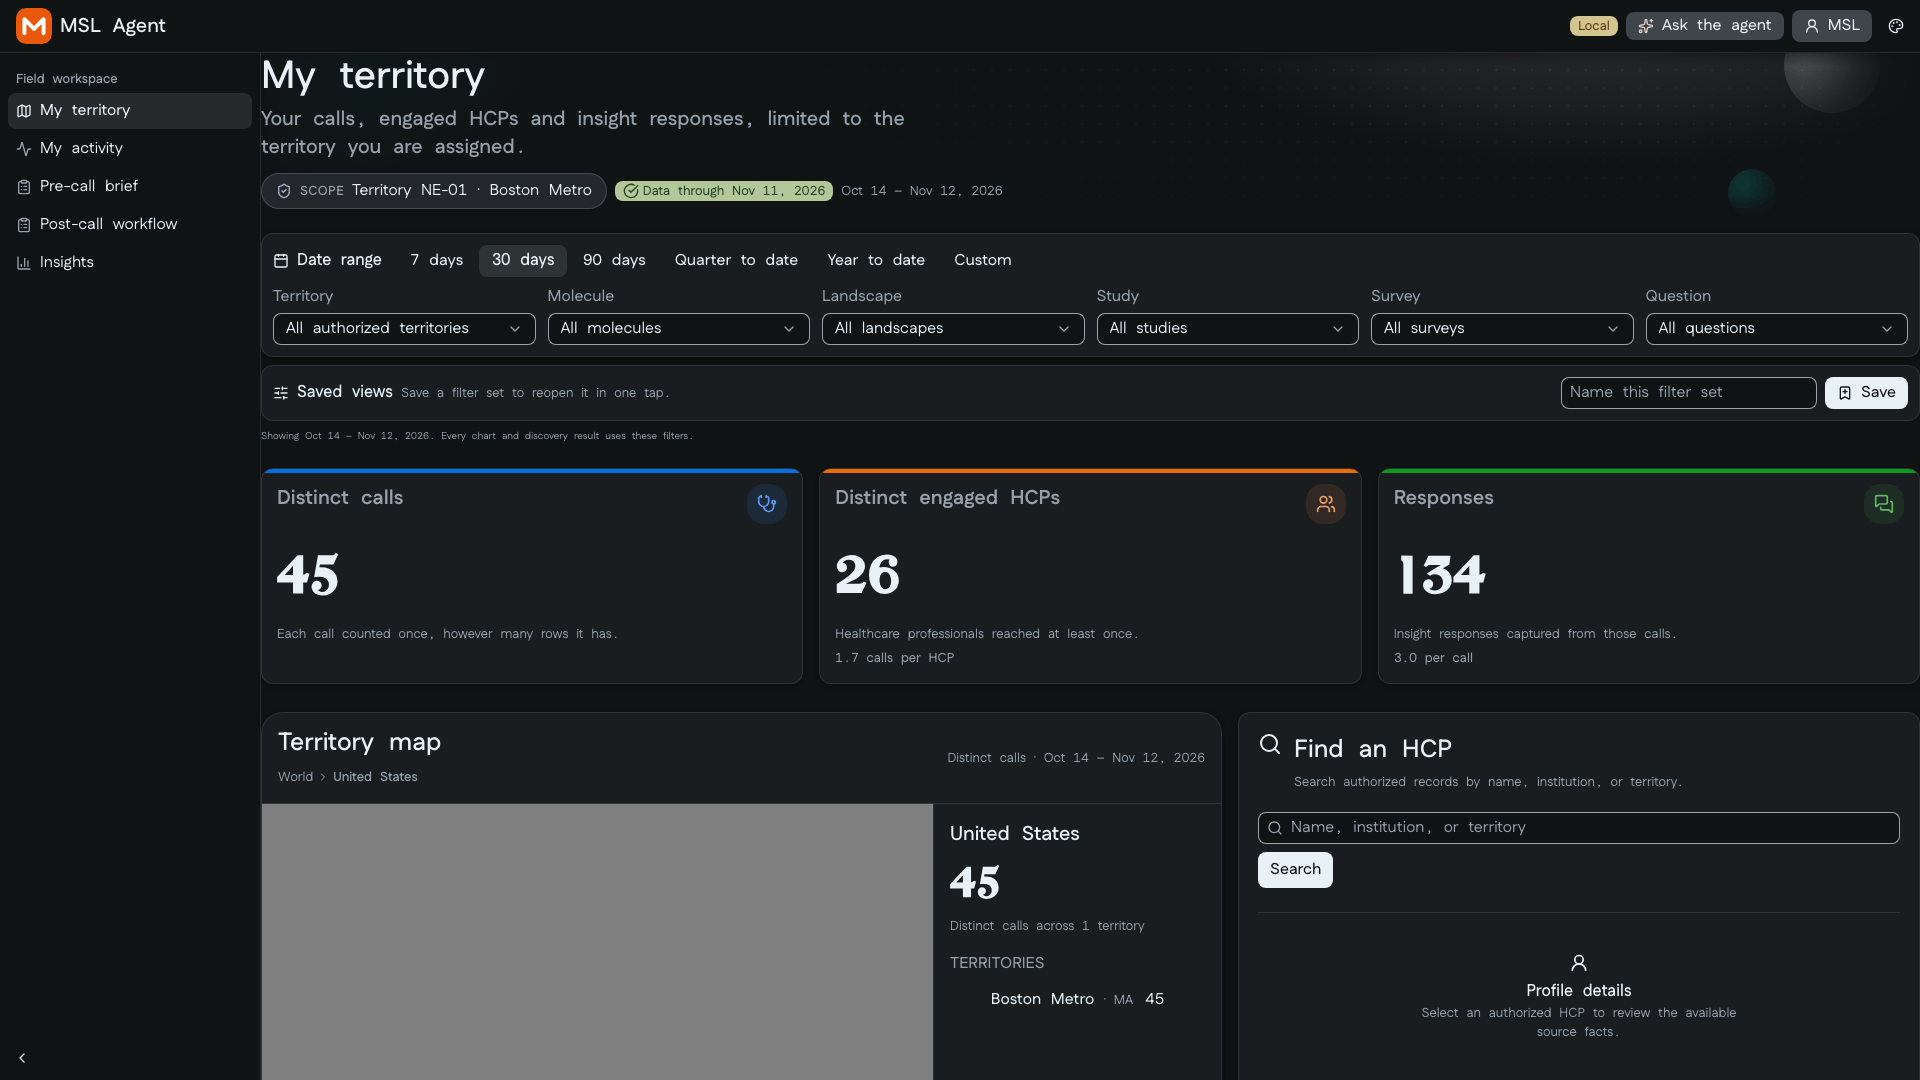 MSL Agent
Local
Ask the agent
MSL
Field workspace
My territory
My activity
Pre-call brief
Post-call workflow
Insights
My territory
Your calls, engaged HCPs and insight responses, limited to the
territory you are assigned.
SCOPE Territory NE-01 · Boston Metro
Data through Nov 11, 2026
Oct 14 – Nov 12, 2026
Date range
7 days
30 days
90 days
Quarter to date
Year to date
Custom
Territory
Molecule
Landscape
Study
Survey
Question
All authorized territories
All molecules
All landscapes
All studies
All surveys
All questions
Saved views
Save a filter set to reopen it in one tap.
Name this filter set
Save
Showing Oct 14 – Nov 12, 2026. Every chart and discovery result uses these filters.
Distinct calls
45
Each call counted once, however many rows it has.
Distinct engaged HCPs
26
Healthcare professionals reached at least once.
1.7 calls per HCP
Responses
134
Insight responses captured from those calls.
3.0 per call
Territory map
World › United States
Distinct calls · Oct 14 – Nov 12, 2026
United States
45
Distinct calls across 1 territory
TERRITORIES
Boston Metro · MA 45
Find an HCP
Search authorized records by name, institution, or territory.
Name, institution, or territory
Search
Profile details
Select an authorized HCP to review the available
source facts.